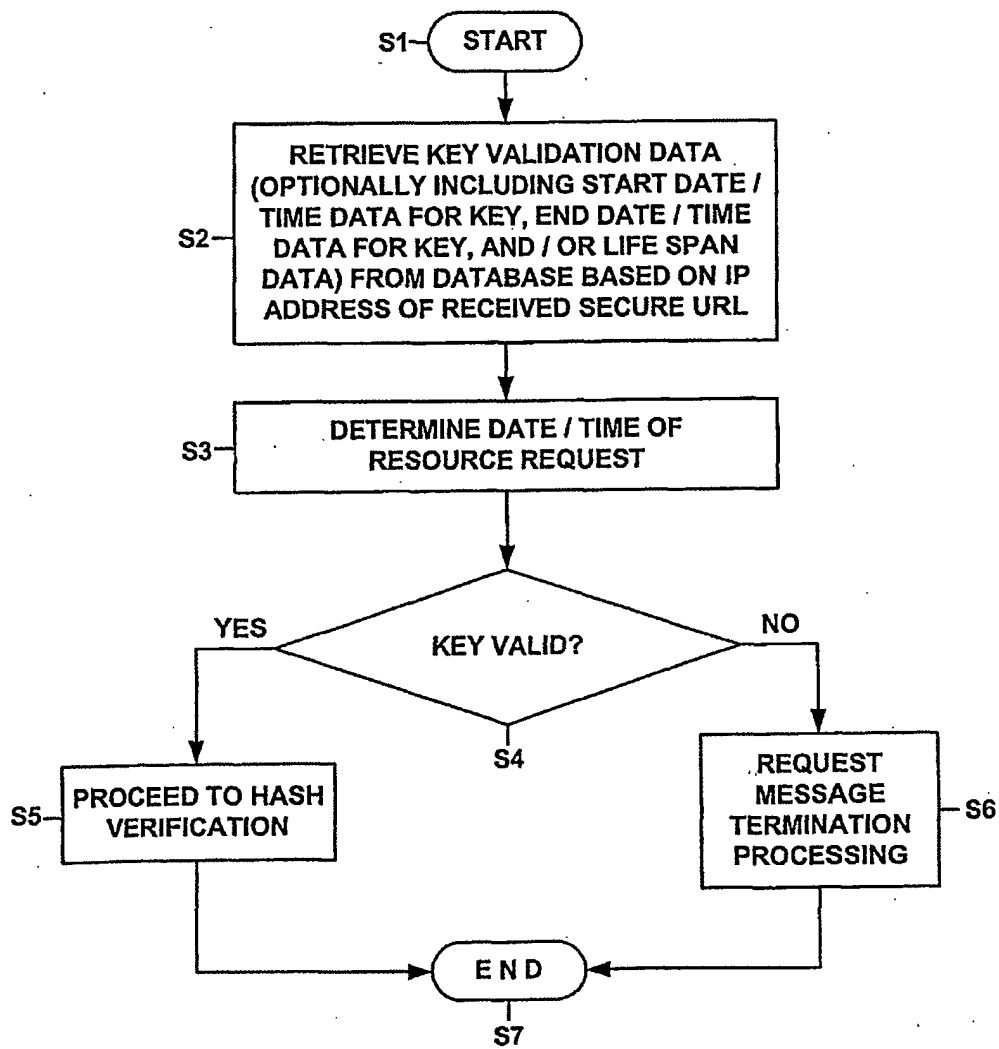 S1
START
RETRIEVE KEY VALIDATION DATA
(OPTIONALLY INCLUDING START DATE /
TIME DATA FOR KEY, END DATE / TIME
DATA FOR KEY, AND / OR LIFE SPAN
DATA) FROM DATABASE BASED ON IP
ADDRESS OF RECEIVED SECURE URL
S2
DETERMINE DATE / TIME OF
RESOURCE REQUEST
S3
YES
KEY VALID?
NO
S4
PROCEED TO HASH
VERIFICATION
S5
REQUEST
MESSAGE
TERMINATION
PROCESSING
S6
E N D
S7